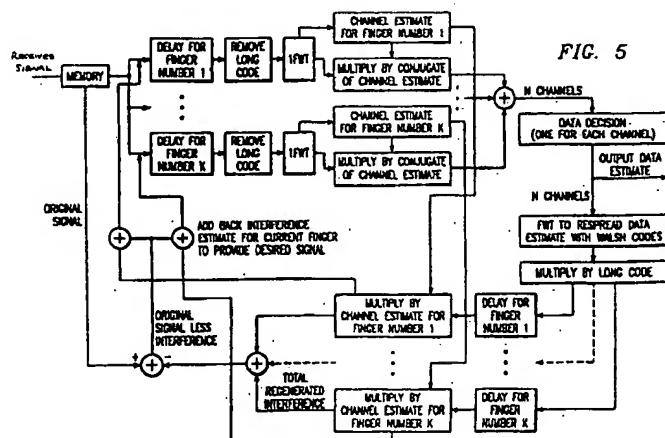 Received
Signal
MEMORY
DELAY FOR
FINGER
NUMBER 1
REMOVE
LONG
CODE
IFWT
CHANNEL ESTIMATE
FOR FINGER NUMBER 1
MULTIPLY BY CONJUGATE
OF CHANNEL ESTIMATE
FIG. 5
N CHANNELS
DATA DECISION
(ONE FOR EACH CHANNEL)
OUTPUT DATA
ESTIMATE
DELAY FOR
FINGER
NUMBER K
REMOVE
LONG
CODE
IFWT
CHANNEL ESTIMATE
FOR FINGER NUMBER K
MULTIPLY BY CONJUGATE
OF CHANNEL ESTIMATE
N CHANNELS
FWT TO RESPREAD DATA
ESTIMATE WITH WALSH CODES
MULTIPLY BY LONG CODE
ORIGINAL
SIGNAL
ADD BACK INTERFERENCE
ESTIMATE FOR CURRENT FINGER
TO PROVIDE DESIRED SIGNAL
ORIGINAL
SIGNAL LESS
INTERFERENCE
+
-
MULTIPLY BY
CHANNEL ESTIMATE FOR
FINGER NUMBER 1
DELAY FOR
FINGER
NUMBER 1
TOTAL
REGENERATED
INTERFERENCE
MULTIPLY BY
CHANNEL ESTIMATE FOR
FINGER NUMBER K
DELAY FOR
FINGER
NUMBER K